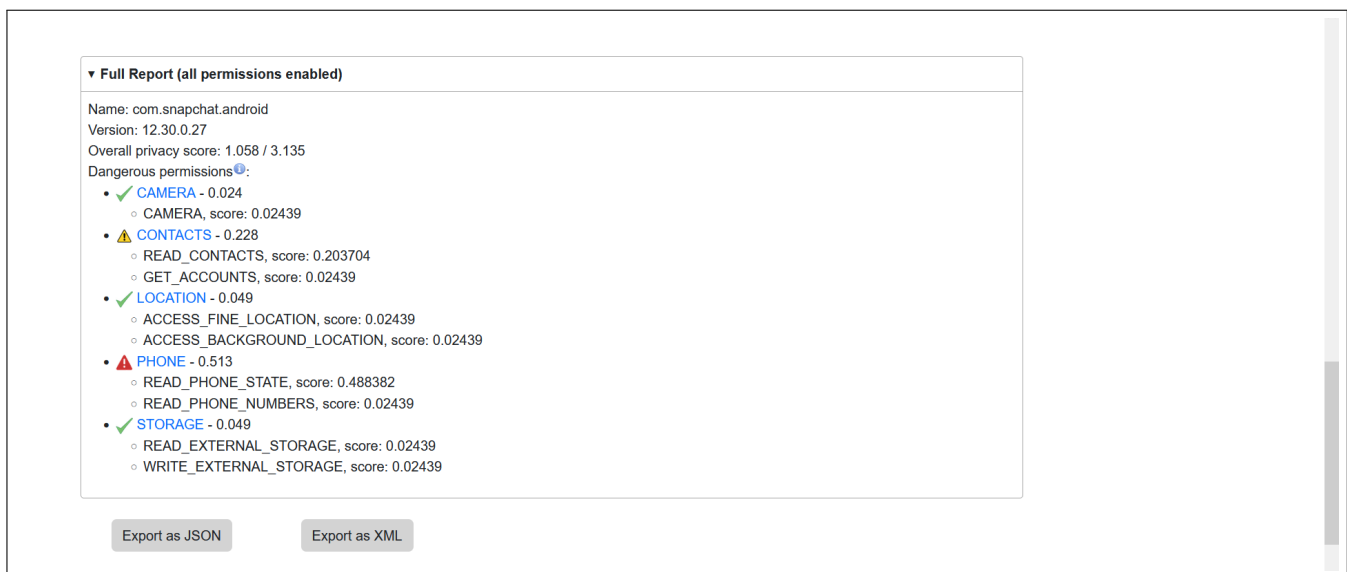 ▾ Full Report (all permissions enabled)
Name: com.snapchat.android
Version: 12.30.0.27
Overall privacy score: 1.058 / 3.135
Dangerous permissions:
• CAMERA - 0.024
◦ CAMERA, score: 0.02439
• CONTACTS - 0.228
◦ READ_CONTACTS, score: 0.203704
◦ GET_ACCOUNTS, score: 0.02439
• LOCATION - 0.049
◦ ACCESS_FINE_LOCATION, score: 0.02439
◦ ACCESS_BACKGROUND_LOCATION, score: 0.02439
• PHONE - 0.513
◦ READ_PHONE_STATE, score: 0.488382
◦ READ_PHONE_NUMBERS, score: 0.02439
• STORAGE - 0.049
◦ READ_EXTERNAL_STORAGE, score: 0.02439
◦ WRITE_EXTERNAL_STORAGE, score: 0.02439
Export as JSON Export as XML